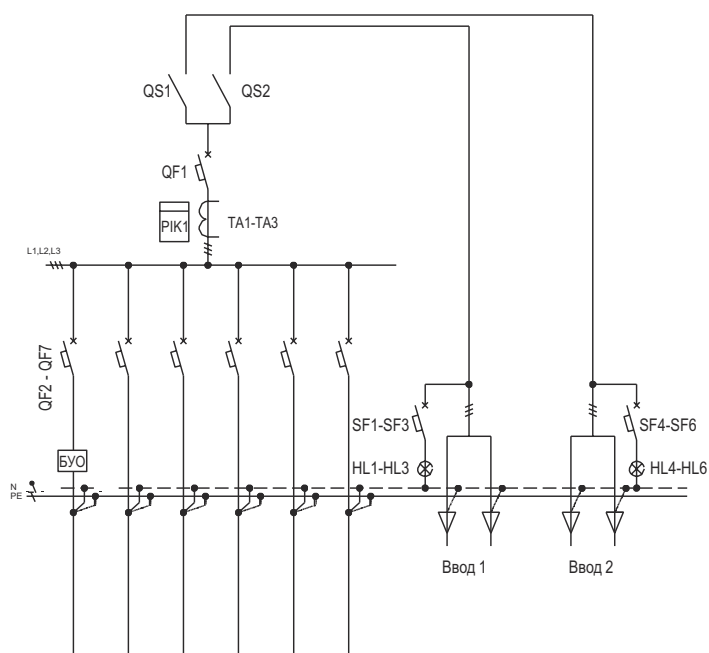 QS1
QS2
QF1
PIK1
TA1-TA3
L1,L2,L3
QF2 - QF7
SF1-SF3
SF4-SF6
БУО
HL1-HL3
HL4-HL6
N
PE
Ввод 1
Ввод 2